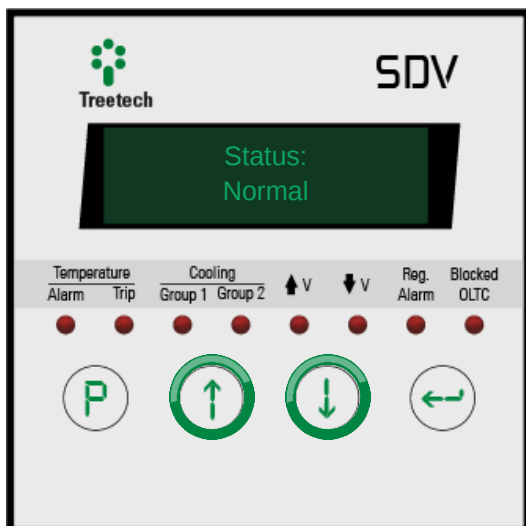 Treetech
SDV
Status:
Normal
Temperature
Alarm Trip
Cooling
Group 1 Group 2
V
V
Reg.
Alarm
Blocked
OLTC
P